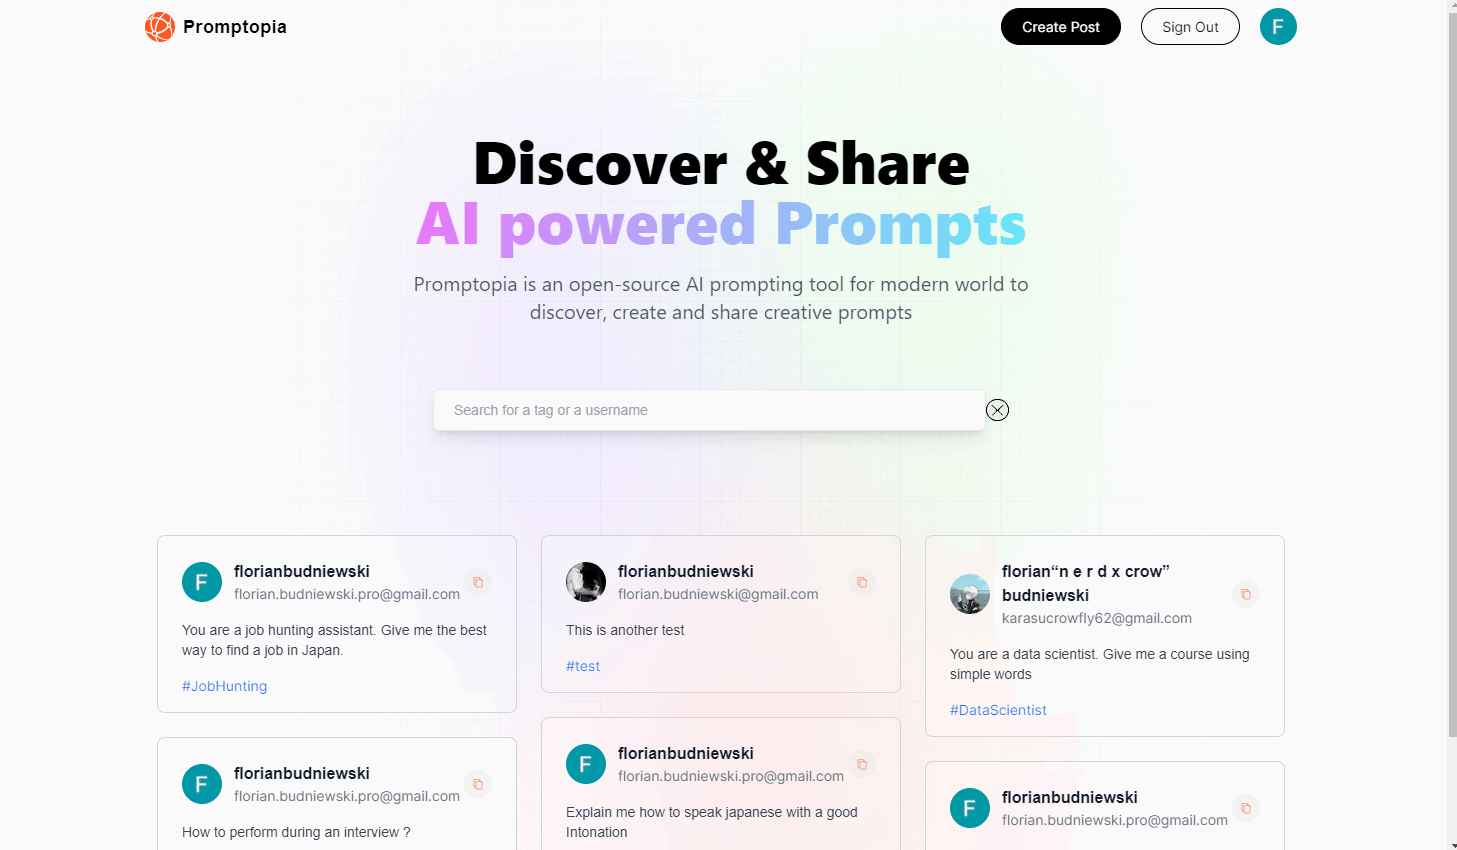 Promptopia
Create Post
Sign Out
F
Discover & Share
AI powered Prompts
Promptopia is an open-source AI prompting tool for modern world to
discover, create and share creative prompts
Search for a tag or a username
F
florianbudniewski
florian.budniewski.pro@gmail.com
You are a job hunting assistant. Give me the best
way to find a job in Japan.
#JobHunting
F
florianbudniewski
florian.budniewski.pro@gmail.com
How to perform during an interview ?
florianbudniewski
florian.budniewski@gmail.com
This is another test
#test
F
florianbudniewski
florian.budniewski.pro@gmail.com
Explain me how to speak japanese with a good
Intonation
florian“n e r d x crow”
budniewski
karasucrowfly62@gmail.com
You are a data scientist. Give me a course using
simple words
#DataScientist
F
florianbudniewski
florian.budniewski.pro@gmail.com